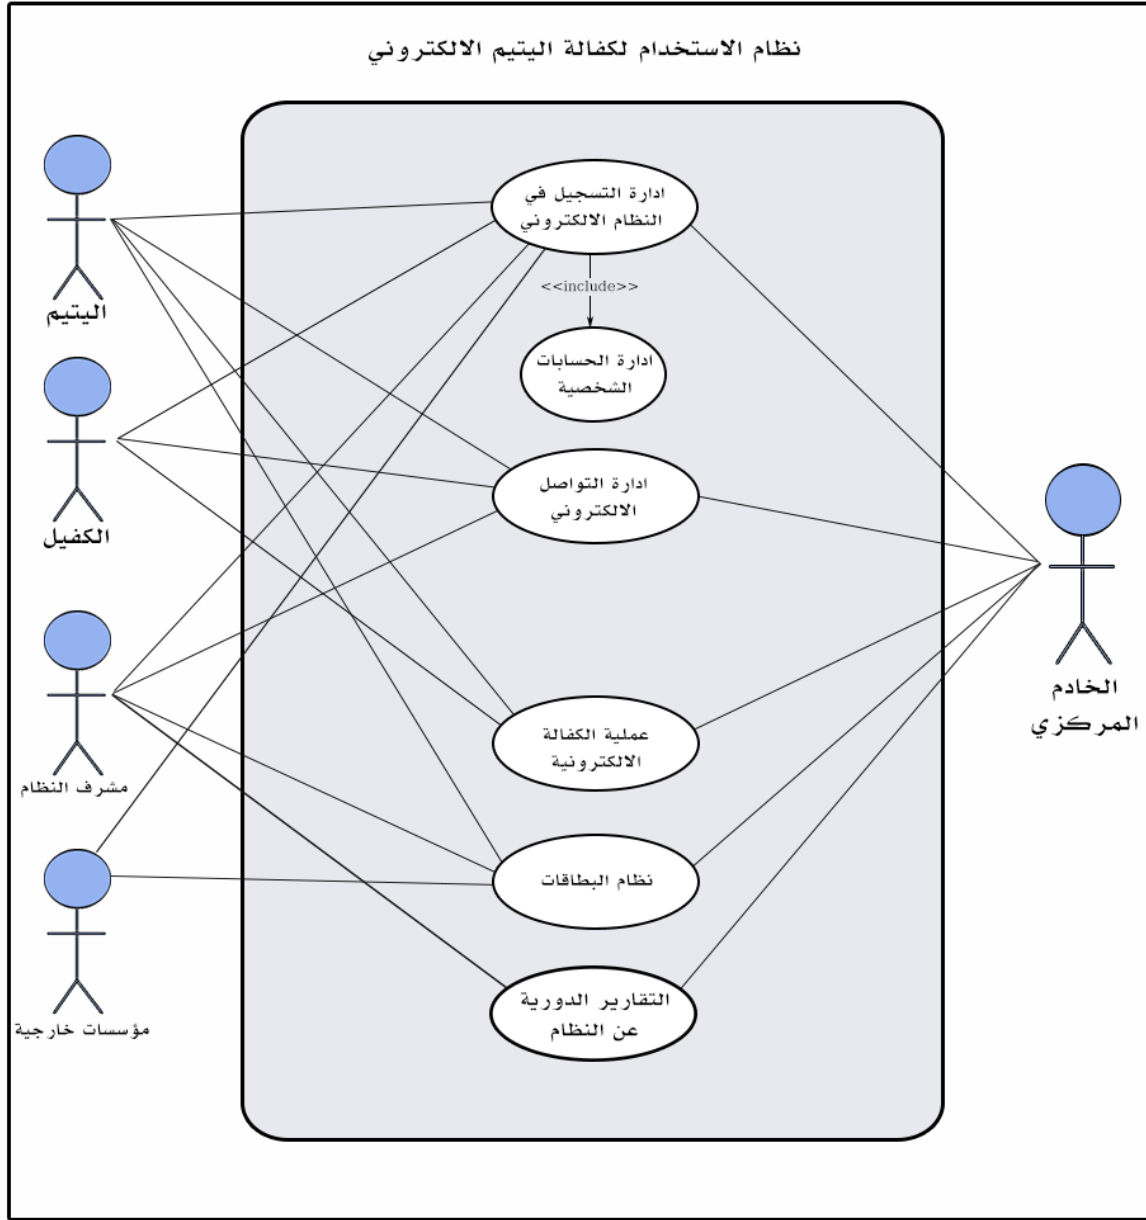 نظام الاستخدام لكفالة اليتيم الالكتروني
ادارة التسجيل في
النظام الالكتروني
<<include>>
ادارة الحسابات
الشخصية
ادارة التواصل
الالكتروني
عملية الكفالة
الالكترونية
نظام البطاقات
التقارير الدورية
عن النظام
اليتيم
الكفيل
مشرف النظام
مؤسسات خارجية
الخادم
المركزي